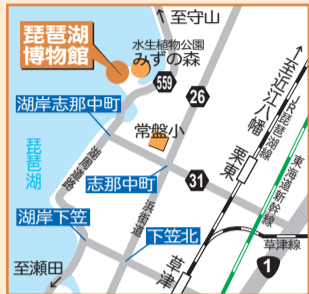 至守山
琵琶湖
博物館
水生植物公園
みずの森
559
26
至近江八幡
JR琵琶湖線
湖岸志那中町
常盤小
栗東
東海道新幹線
琵琶湖
湖周道路
志那中町
31
浜街道
湖岸下笠
下笠北
草津線
草津
1
至瀬田